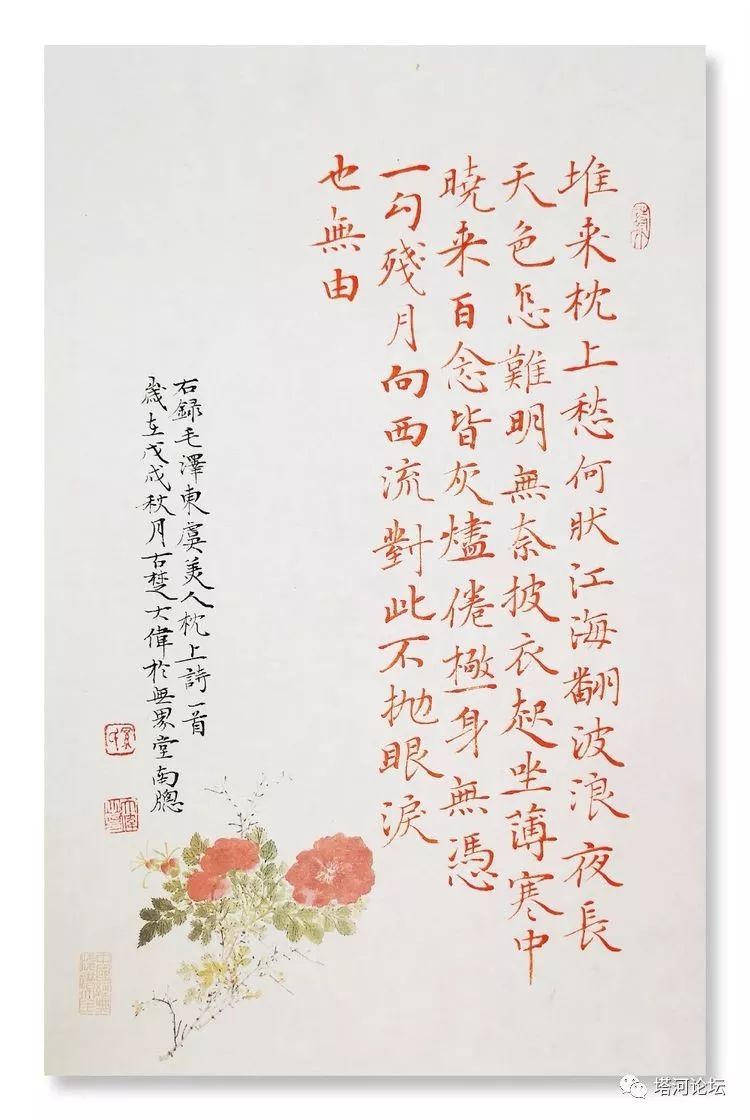 堆来枕上愁何狀江海翻波浪夜長
天色怎難明無奈披衣起坐薄寒中
曉来百念皆灰燼倦極一身無憑
一勾殘月向西流對此不抛眼淚
也無由
右録毛澤東虞美人枕上詩一首
歲在戊戌秋月古楚大偉於無界堂南牕
塔河论坛